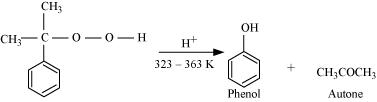 CH₃
CH₃—C—O—O—H
H⁺
323 – 363 K
OH
Phenol
+
CH₃COCH₃
Autone